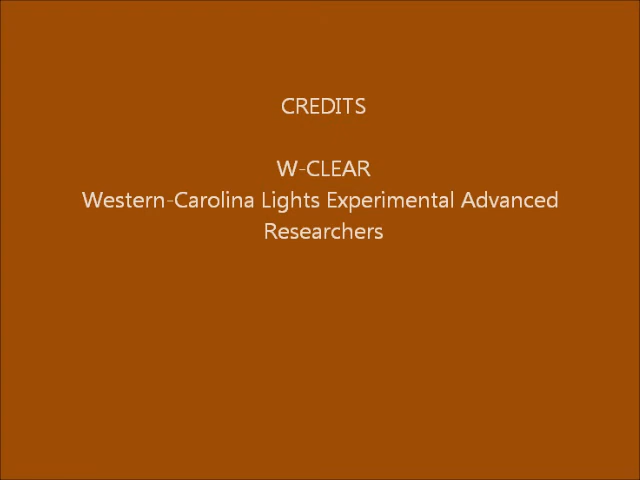 CREDITS
W-CLEAR
Western-Carolina Lights Experimental Advanced
Researchers